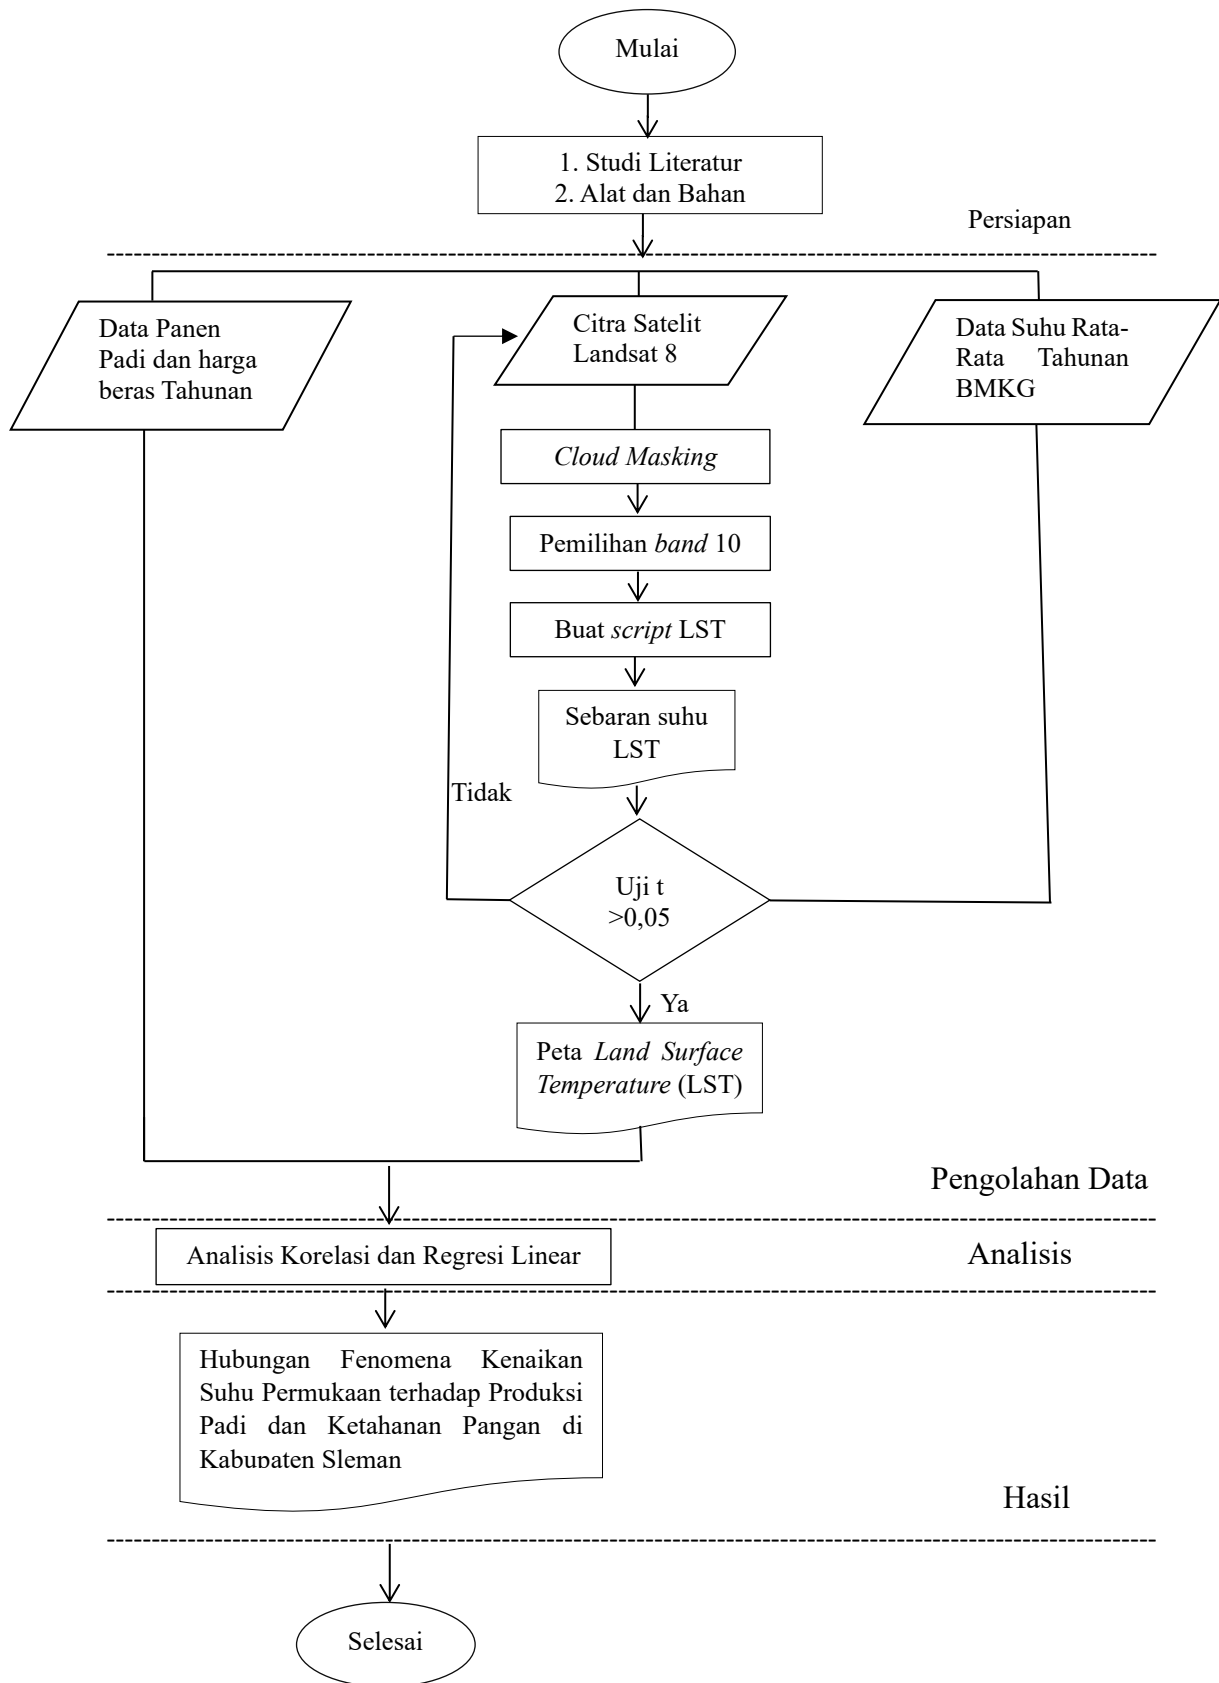 Mulai
1. Studi Literatur
2. Alat dan Bahan
Persiapan
Data Panen
Padi dan harga
beras Tahunan
Citra Satelit
Landsat 8
Data Suhu Rata-
Rata Tahunan
BMKG
Cloud Masking
Pemilihan band 10
Buat script LST
Sebaran suhu
LST
Tidak
Uji t
>0,05
Ya
Peta Land Surface
Temperature (LST)
Pengolahan Data
Analisis Korelasi dan Regresi Linear
Analisis
Hubungan Fenomena Kenaikan
Suhu Permukaan terhadap Produksi
Padi dan Ketahanan Pangan di
Kabupaten Sleman
Hasil
Selesai